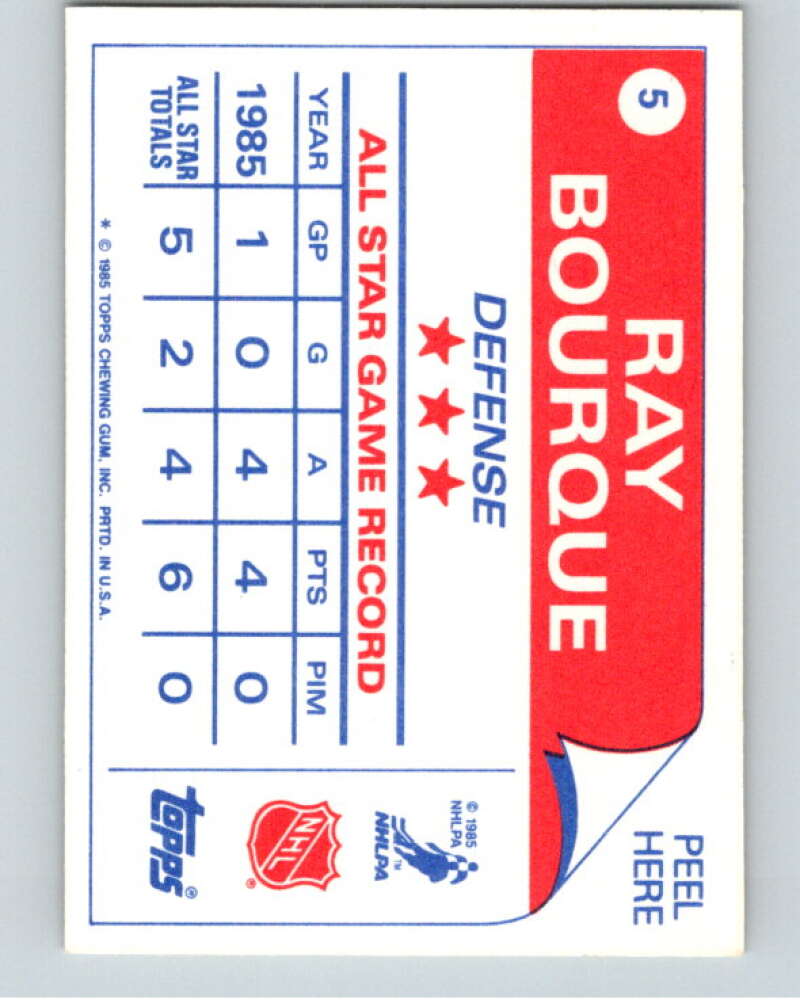 5
RAY
BOURQUE
PEEL
HERE
DEFENSE
ALL STAR GAME RECORD
YEAR GP G A PTS PIM
1985 1 0 4 4 0
ALL STAR
TOTALS 5 2 4 6 0
* © 1985 TOPPS CHEWING GUM, INC. PRTD. IN U.S.A.
© 1985
NHLPA
NHLPA™
NHL®
topps®